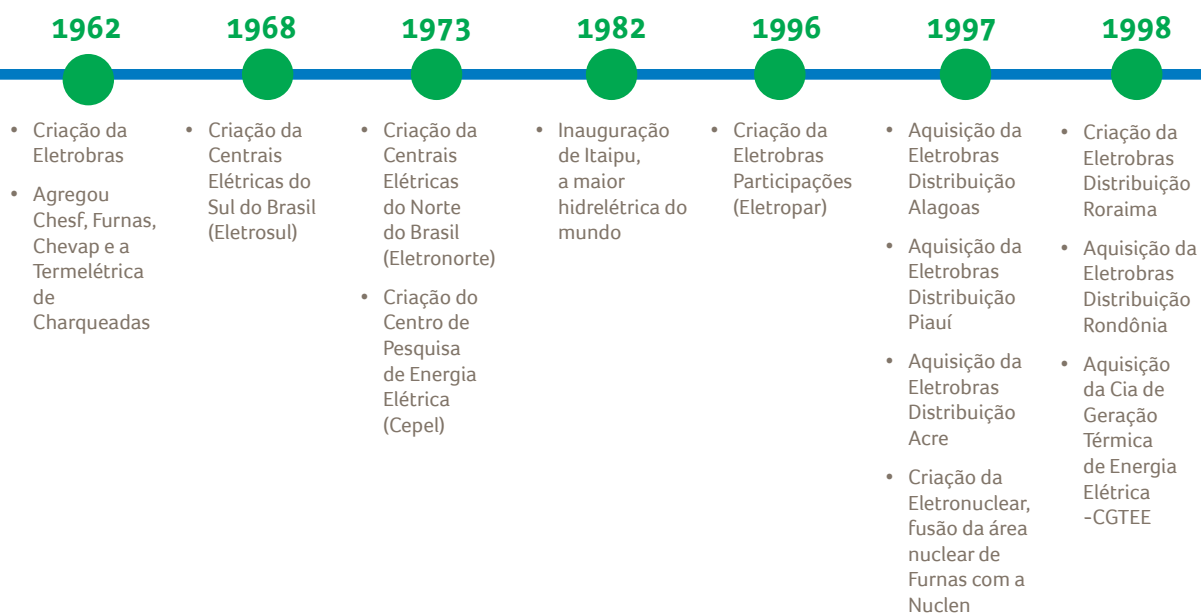 1962
• Criação da
Eletrobras
• Agregou
Chesf, Furnas,
Chevap e a
Termelétrica
de
Charqueadas
1968
• Criação da
Centrais
Elétricas do
Sul do Brasil
(Eletrosul)
1973
• Criação da
Centrais
Elétricas
do Norte
do Brasil
(Eletronorte)
• Criação do
Centro de
Pesquisa
de Energia
Elétrica
(Cepel)
1982
• Inauguração
de Itaipu,
a maior
hidrelétrica do
mundo
1996
• Criação da
Eletrobras
Participações
(Eletropar)
1997
• Aquisição da
Eletrobras
Distribuição
Alagoas
• Aquisição da
Eletrobras
Distribuição
Piauí
• Aquisição da
Eletrobras
Distribuição
Acre
• Criação da
Eletronuclear,
fusão da área
nuclear de
Furnas com a
Nuclen
1998
• Criação da
Eletrobras
Distribuição
Roraima
• Aquisição da
Eletrobras
Distribuição
Rondônia
• Aquisição
da Cia de
Geração
Térmica
de Energia
Elétrica
-CGTEE